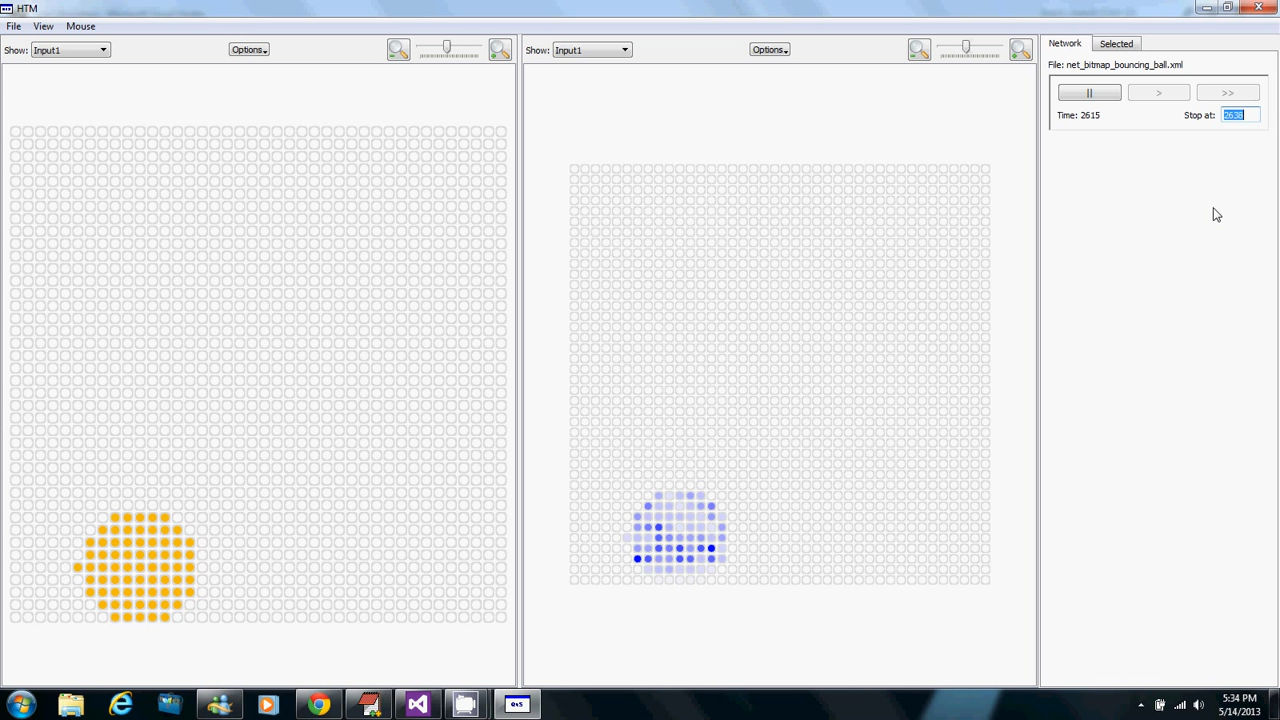 HTM
File View Mouse
Show: Input1 Options
Show: Input1 Options
Network Selected
File: net_bitmap_bouncing_ball.xml
|| > >>
Time: 2615 Stop at: 2638
5:34 PM
5/14/2013